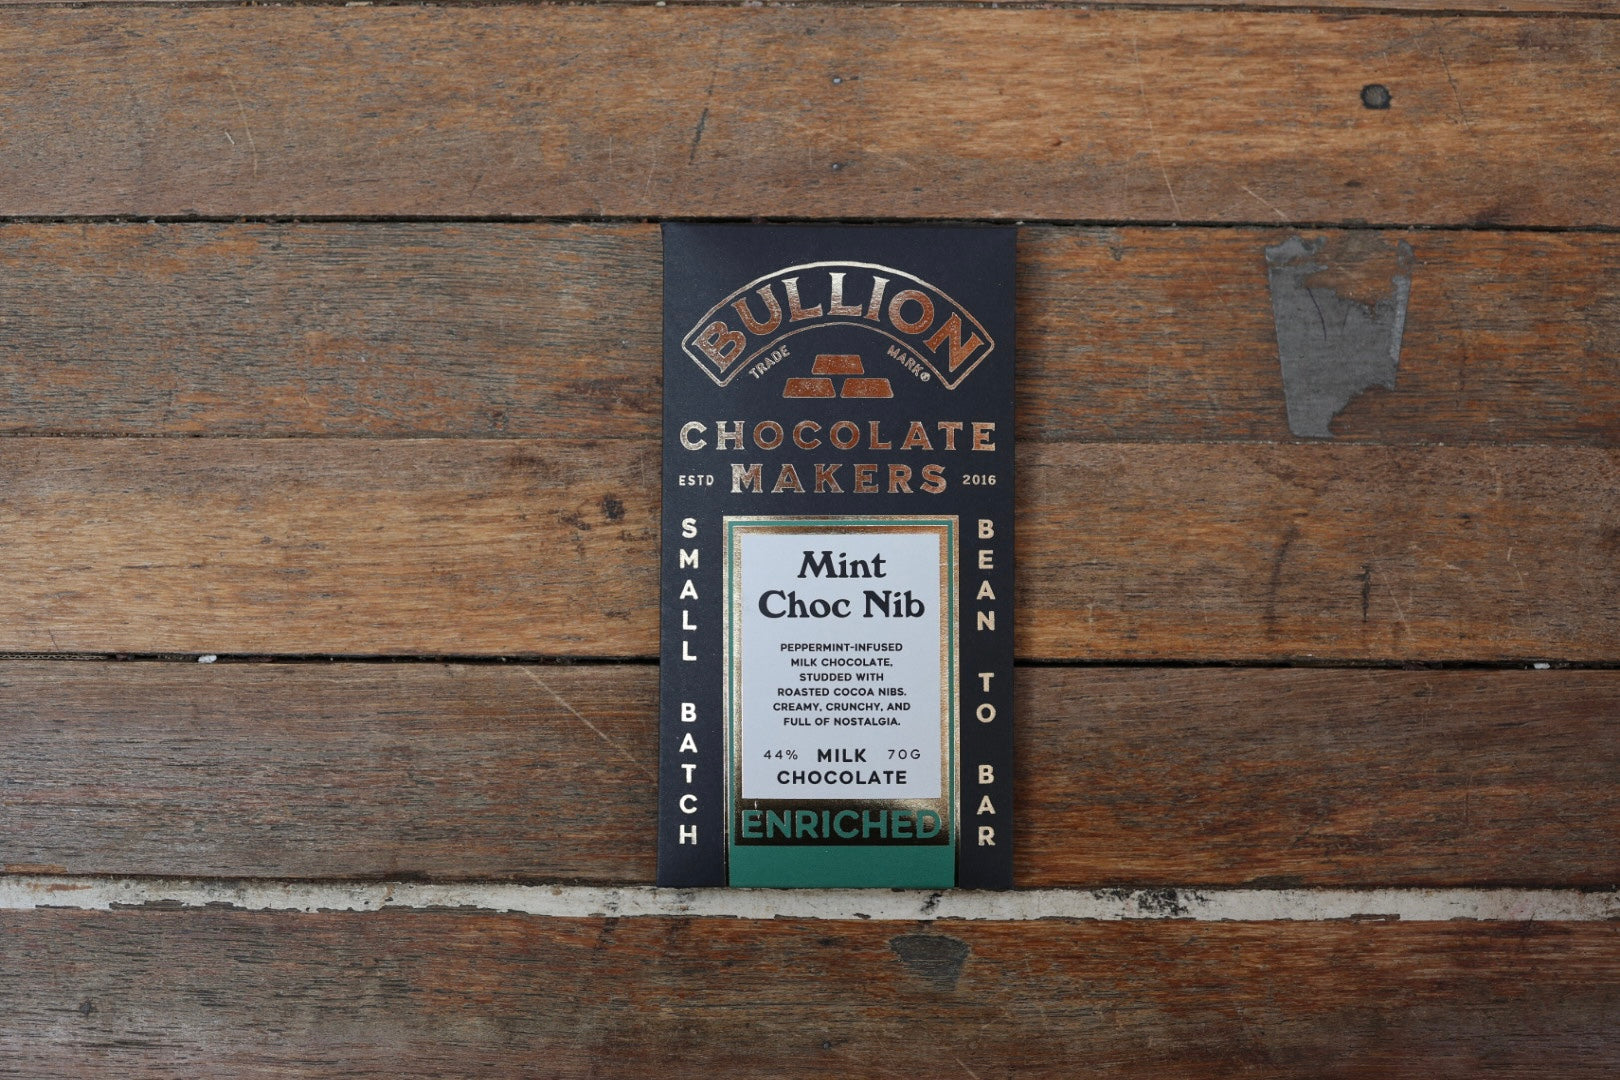 BULLION
TRADE MARK®
CHOCOLATE
ESTD MAKERS 2016
SMALL BATCH
BEAN TO BAR
Mint
Choc Nib
PEPPERMINT-INFUSED
MILK CHOCOLATE,
STUDDED WITH
ROASTED COCOA NIBS.
CREAMY, CRUNCHY, AND
FULL OF NOSTALGIA.
44% MILK 70G
CHOCOLATE
ENRICHED